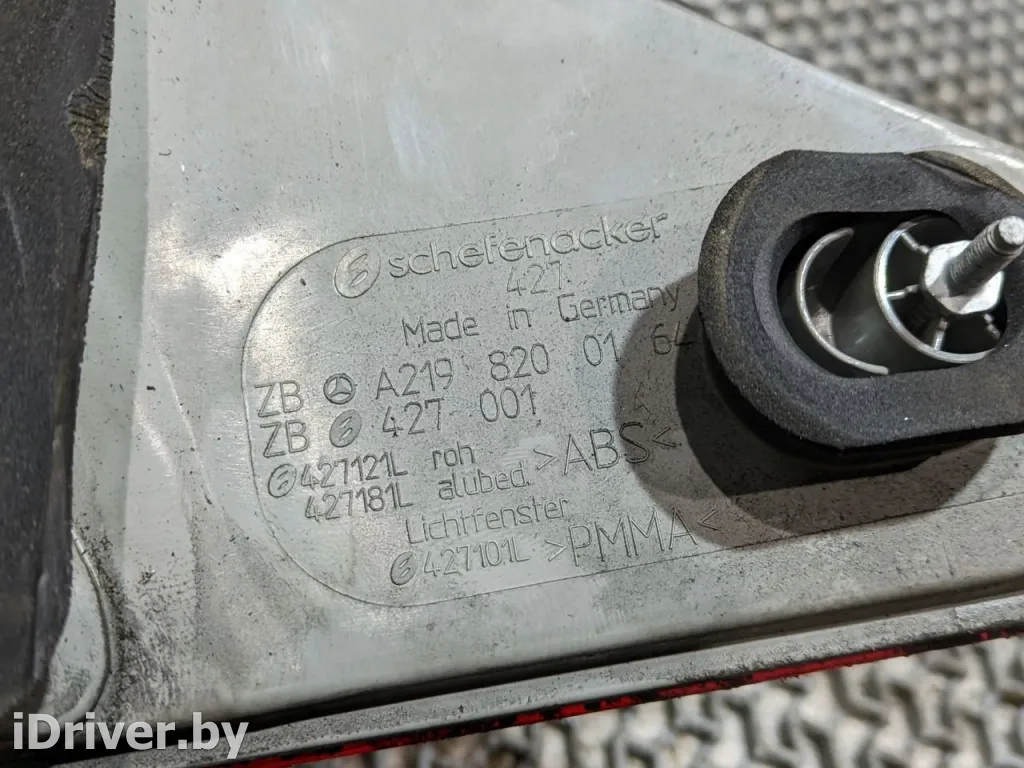 schefenacker
427
Made in Germany
ZB A219 820 01 64
ZB 427 001
427121L roh
427181L alubed. >ABS<
Lichtfenster
427101L >PMMA<
iDriver.by